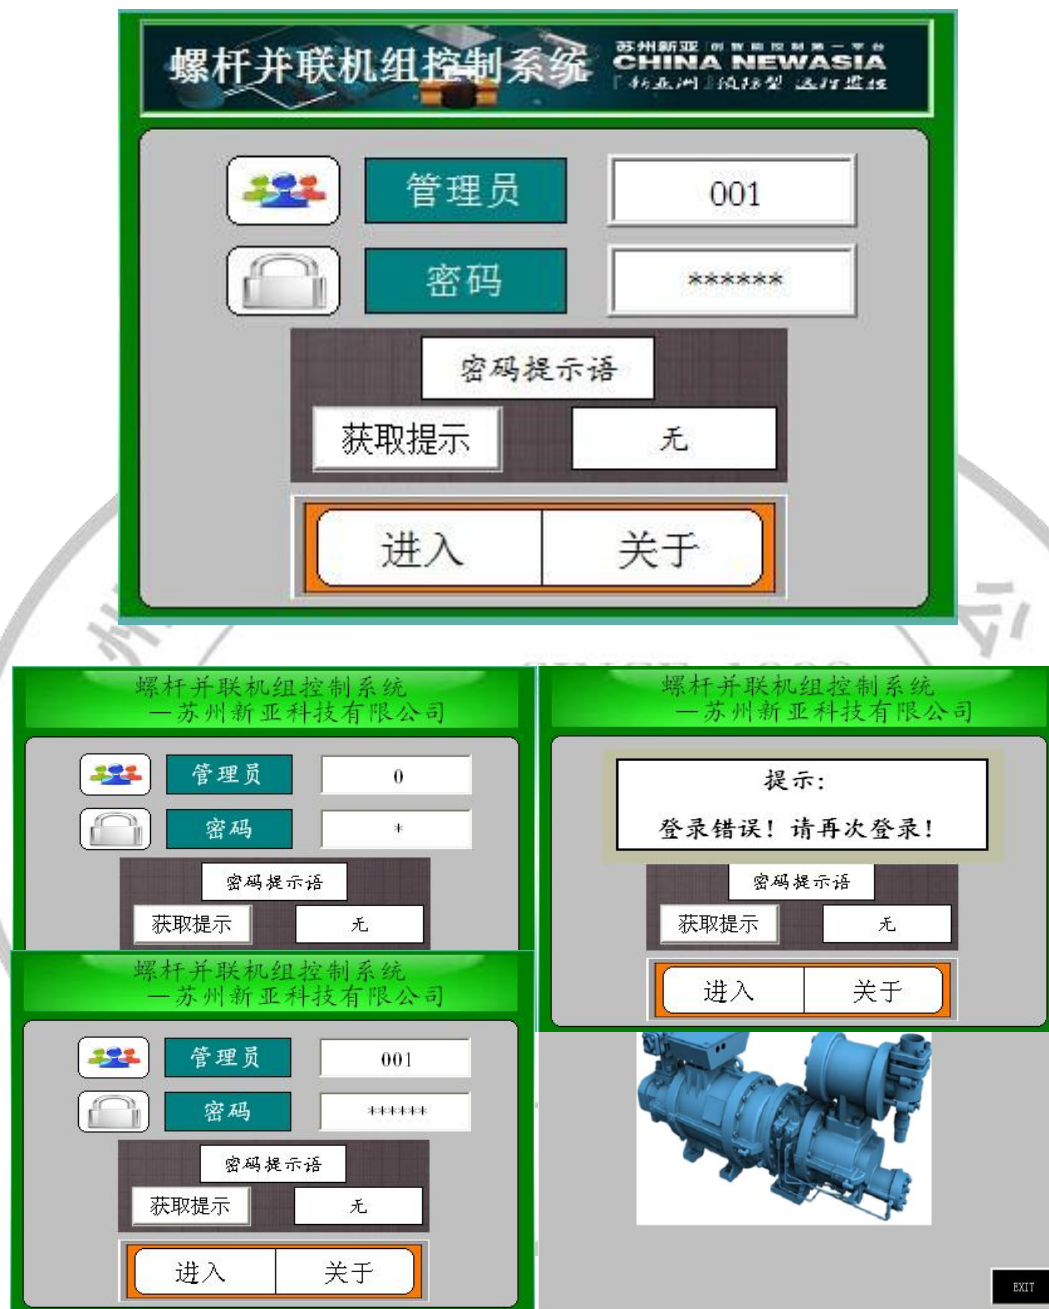 螺杆并联机组控制系统
苏州新亚
CHINA NEWASIA
管理员
001
密码
******
密码提示语
获取提示
无
进入
关于
螺杆并联机组控制系统
—苏州新亚科技有限公司
管理员
0
密码
*
密码提示语
获取提示
无
螺杆并联机组控制系统
—苏州新亚科技有限公司
提示：
登录错误！请再次登录！
密码提示语
获取提示
无
进入
关于
螺杆并联机组控制系统
—苏州新亚科技有限公司
管理员
001
密码
******
密码提示语
获取提示
无
进入
关于
EXIT
州
公